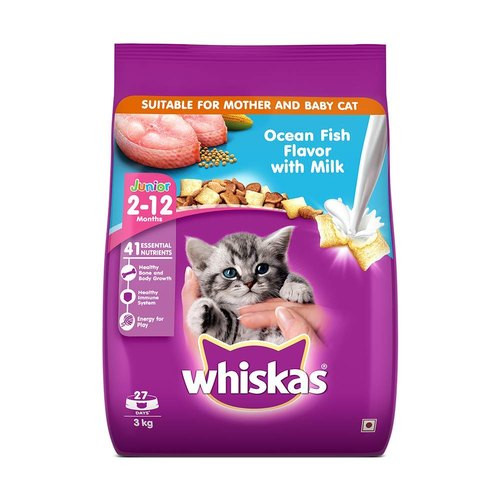 SUITABLE FOR MOTHER AND BABY CAT
Ocean Fish
Flavor
with Milk
Junior
2-12
Months
41 ESSENTIAL
NUTRIENTS
Healthy
Bone and
Body Growth
Healthy
Immune
System
Energy for
Play
whiskas
27
DAYS
3 kg